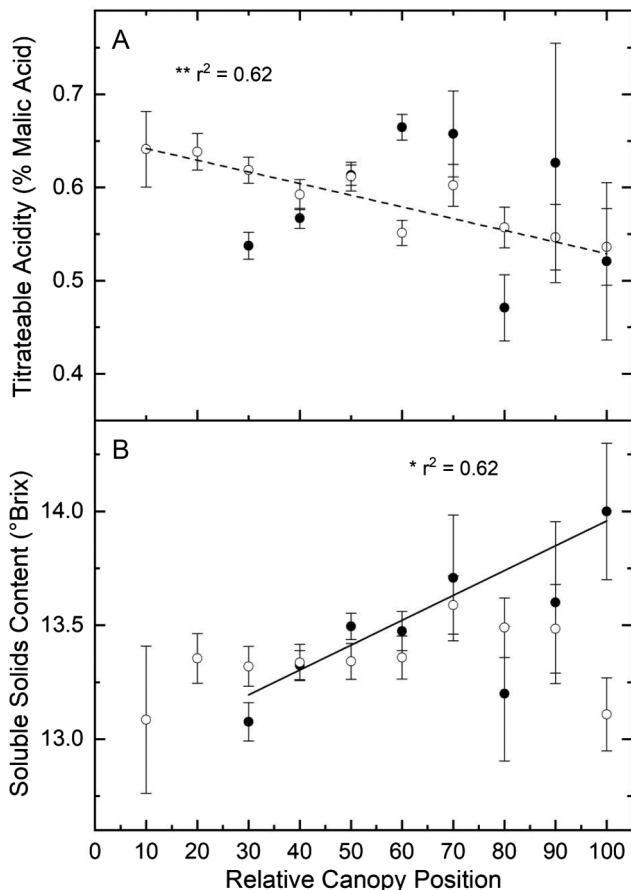 A
** r² = 0.62
Titrateable Acidity (% Malic Acid)
0.7
0.6
0.5
0.4
B
* r² = 0.62
Soluble Solids Content (°Brix)
14.0
13.5
13.0
0 10 20 30 40 50 60 70 80 90 100
Relative Canopy Position